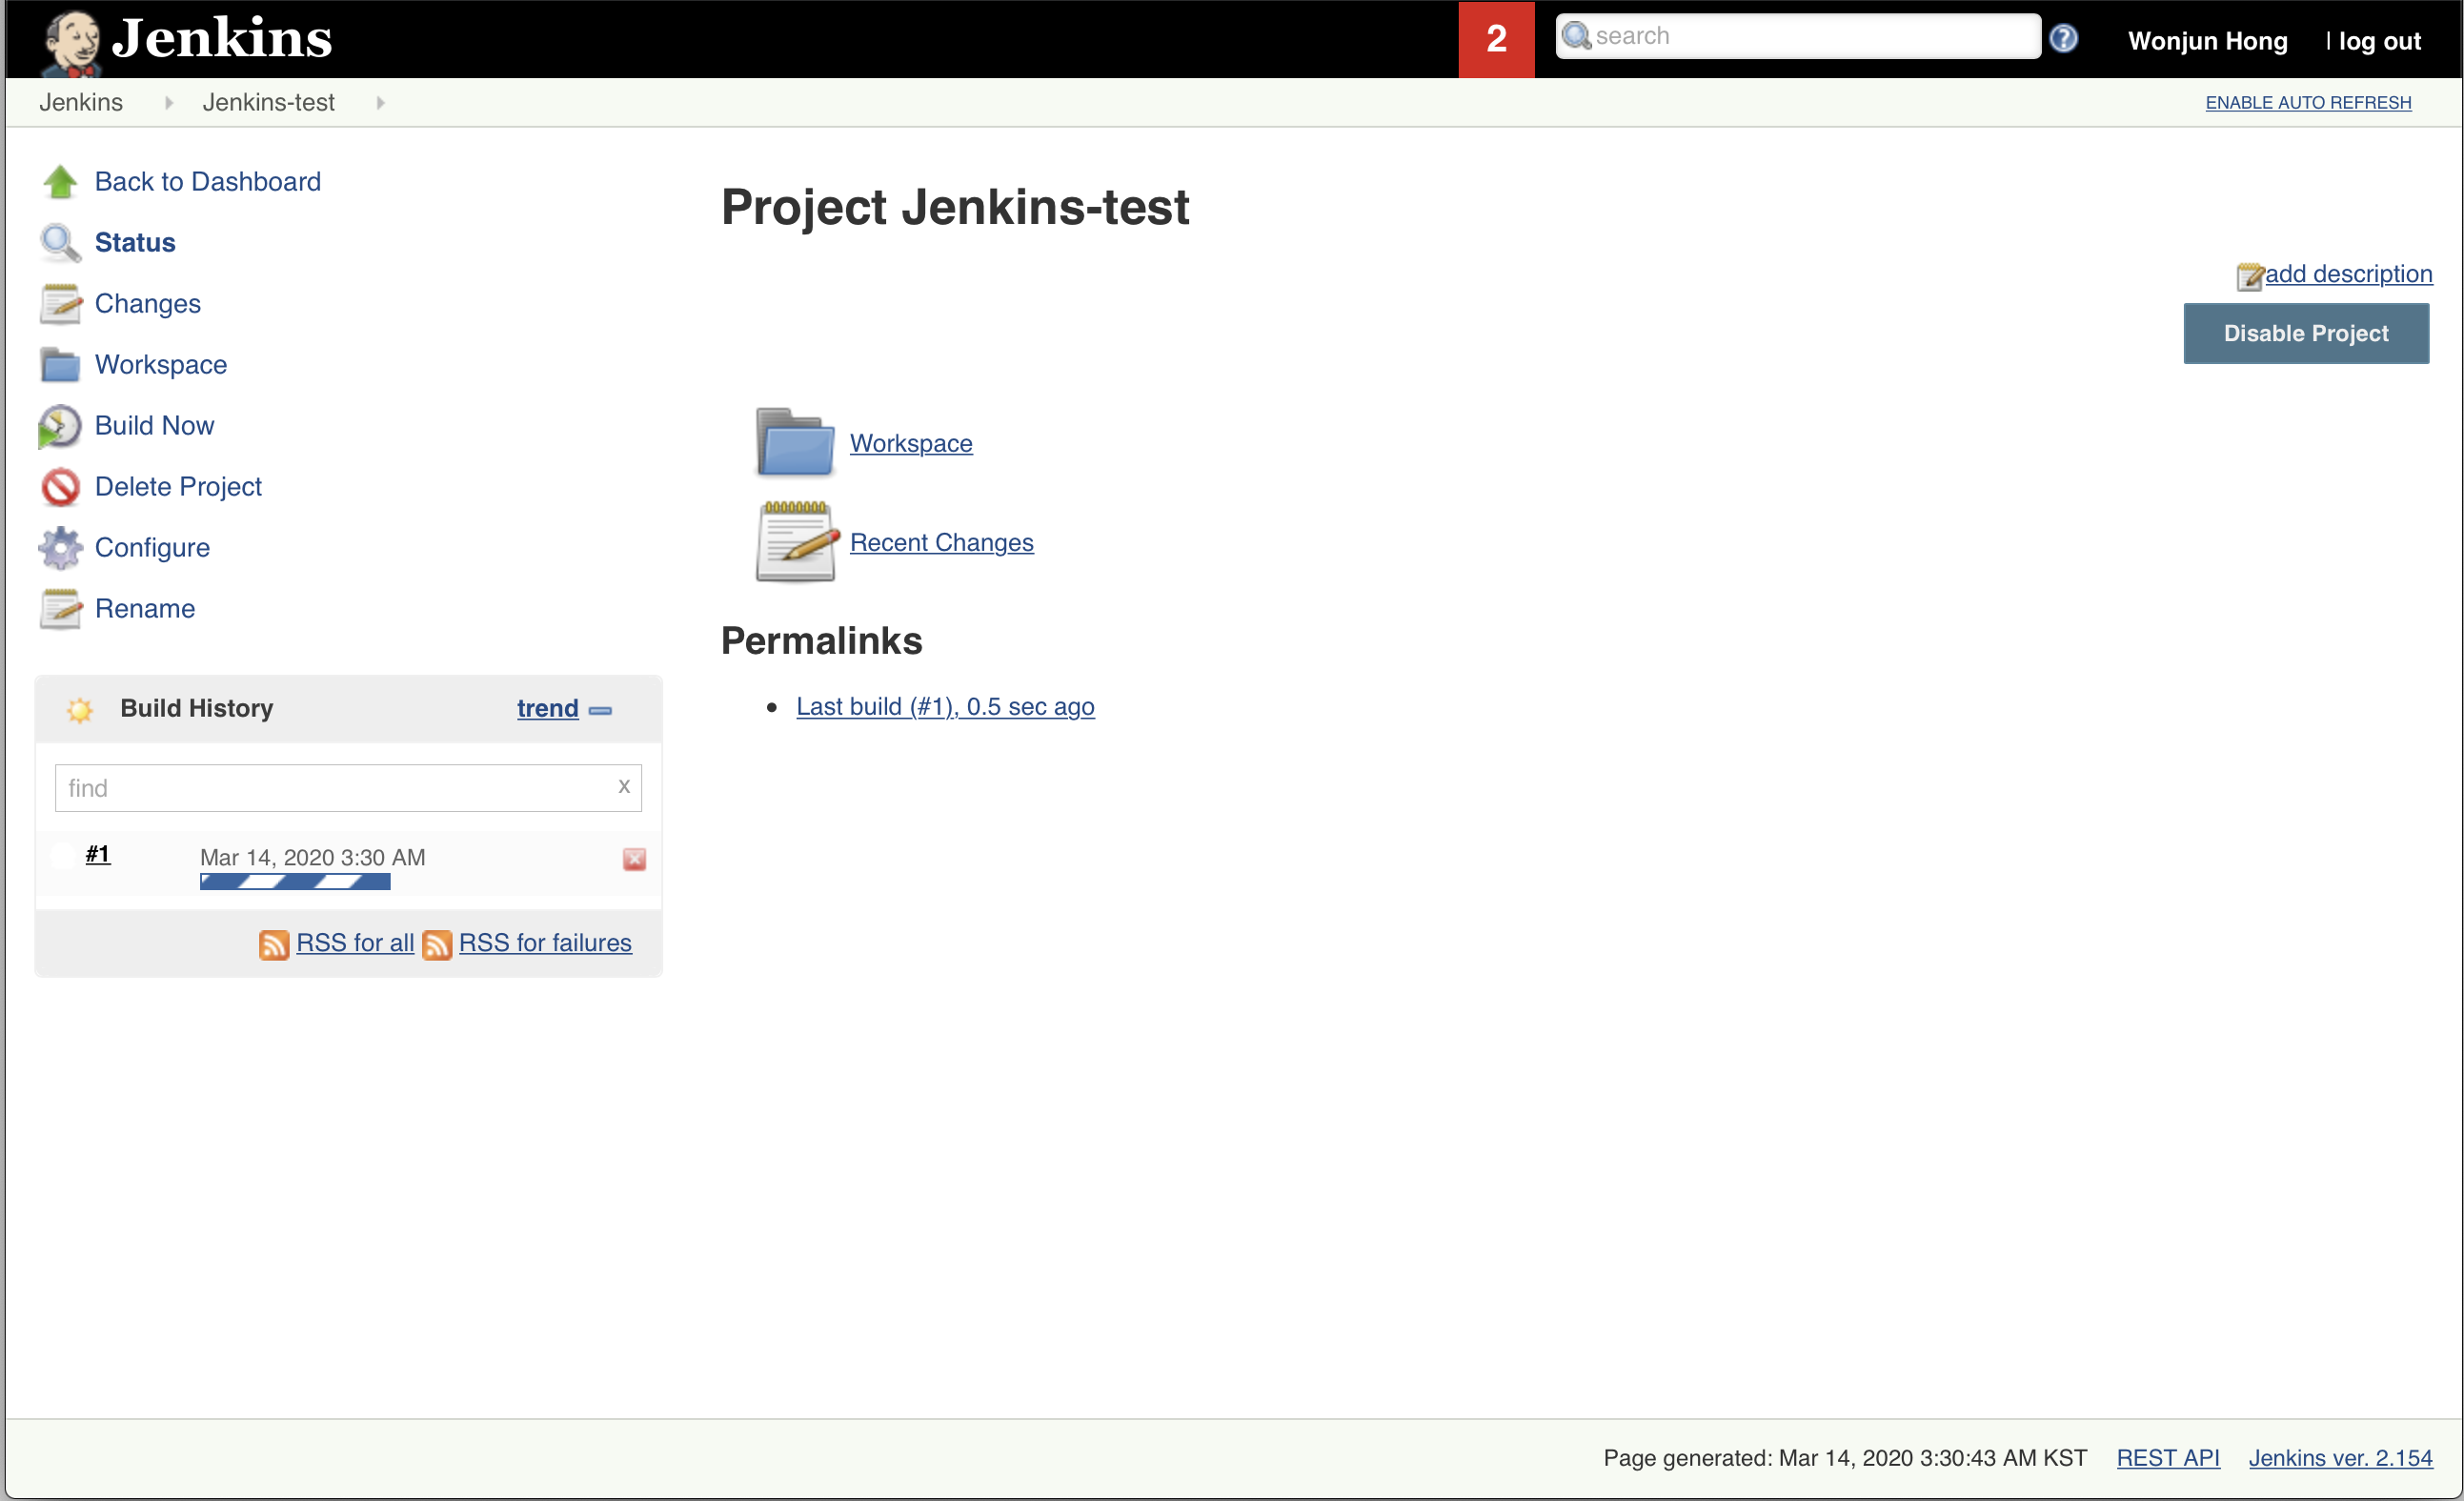 Jenkins
2
search
?
Wonjun Hong
| log out
Jenkins
Jenkins-test
ENABLE AUTO REFRESH
Back to Dashboard
Status
Changes
Workspace
Build Now
Delete Project
Configure
Rename
Project Jenkins-test
add description
Disable Project
Workspace
Recent Changes
Permalinks
• Last build (#1), 0.5 sec ago
Build History
trend
find
x
#1
Mar 14, 2020 3:30 AM
RSS for all
RSS for failures
Page generated: Mar 14, 2020 3:30:43 AM KST
REST API
Jenkins ver. 2.154